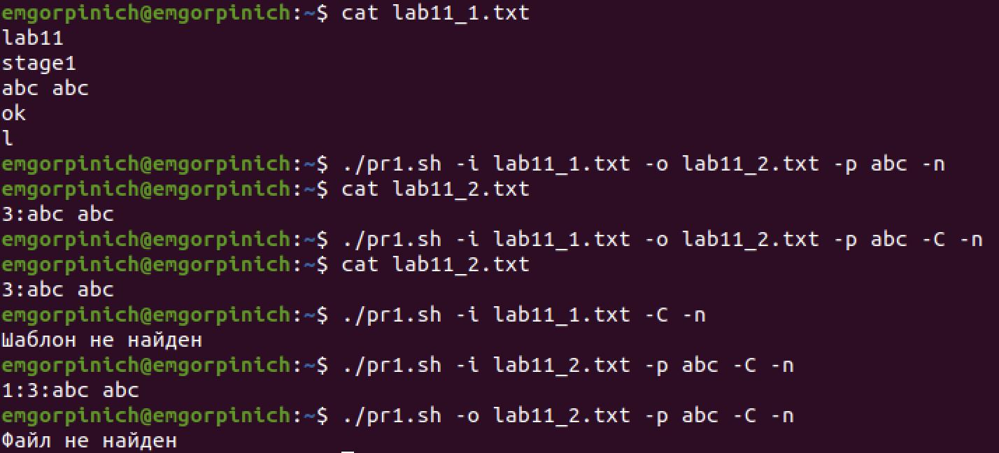 emgorpinich@emgorpinich:~$ cat lab11_1.txt
lab11
stage1
abc abc
ok
l
emgorpinich@emgorpinich:~$ ./pr1.sh -i lab11_1.txt -o lab11_2.txt -p abc -n
emgorpinich@emgorpinich:~$ cat lab11_2.txt
3:abc abc
emgorpinich@emgorpinich:~$ ./pr1.sh -i lab11_1.txt -o lab11_2.txt -p abc -C -n
emgorpinich@emgorpinich:~$ cat lab11_2.txt
3:abc abc
emgorpinich@emgorpinich:~$ ./pr1.sh -i lab11_1.txt -C -n
Шаблон не найден
emgorpinich@emgorpinich:~$ ./pr1.sh -i lab11_2.txt -p abc -C -n
1:3:abc abc
emgorpinich@emgorpinich:~$ ./pr1.sh -o lab11_2.txt -p abc -C -n
Файл не найден